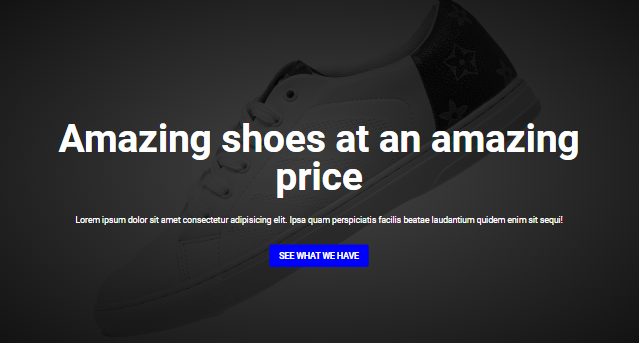 Amazing shoes at an amazing
price
Lorem ipsum dolor sit amet consectetur adipisicing elit. Ipsa quam perspiciatis facilis beatae laudantium quidem enim sit sequi!
SEE WHAT WE HAVE